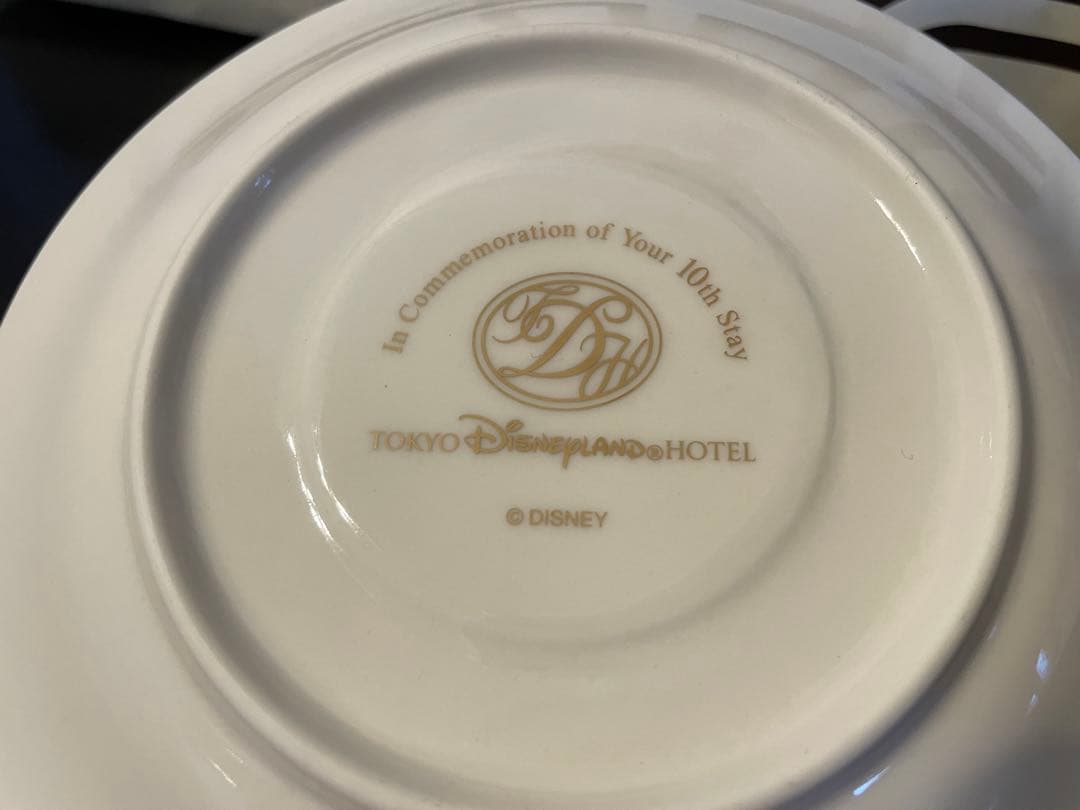 In Commemoration of Your 10th Stay
TDH
TOKYO DISNEYLAND® HOTEL
© DISNEY